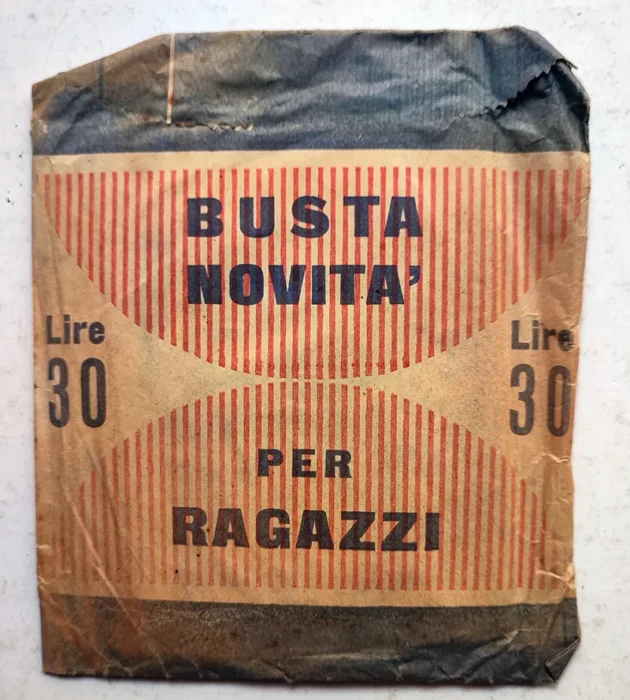 BUSTA
NOVITA'
Lire
30
Lire
30
PER
RAGAZZI